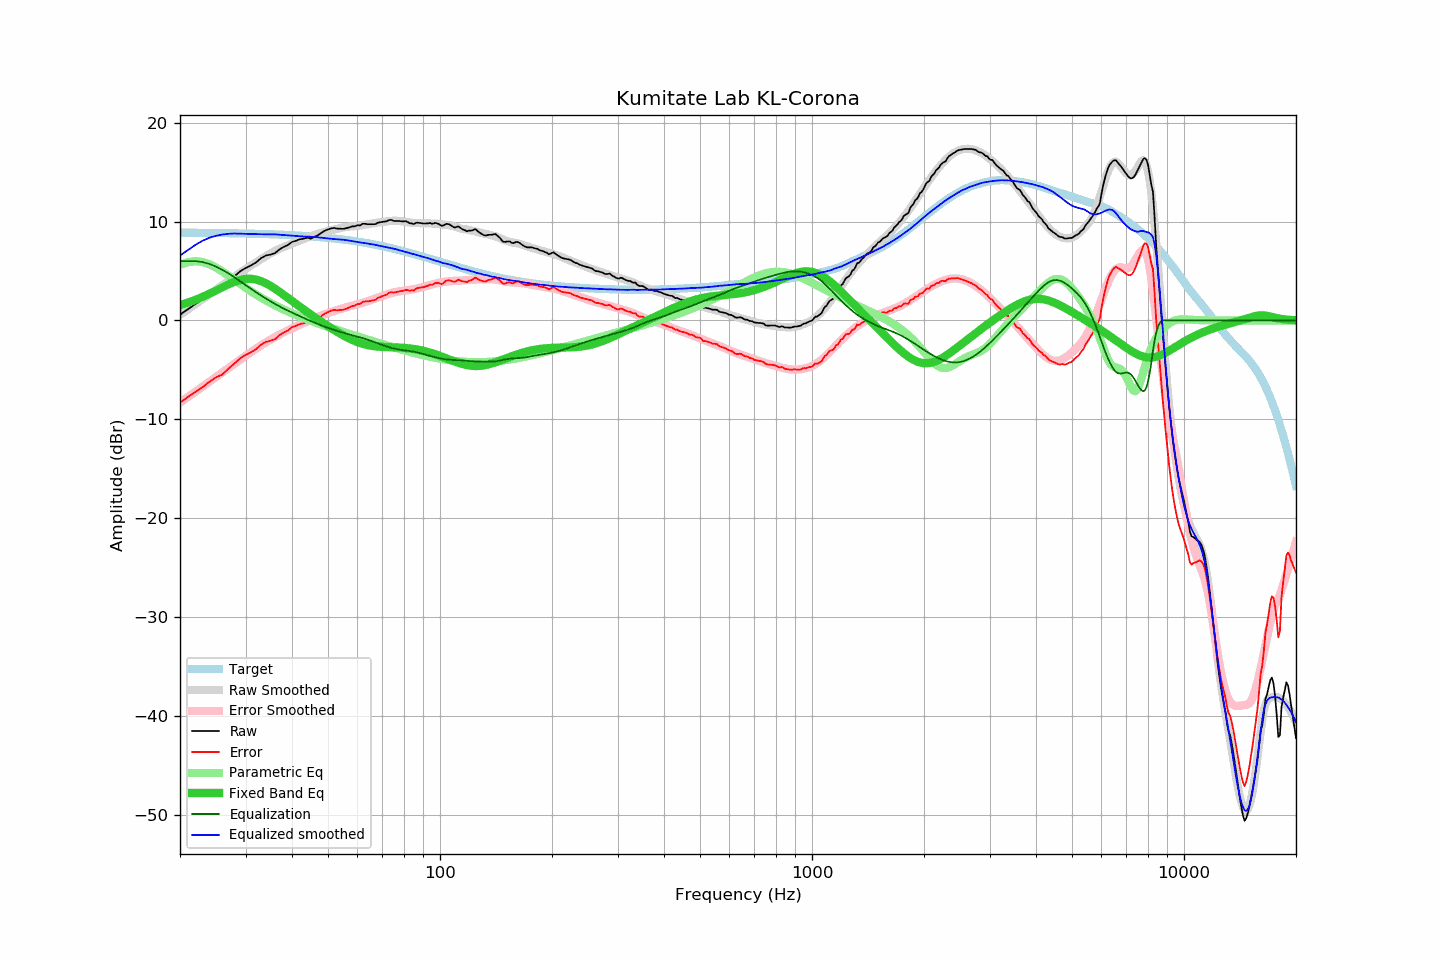 Kumitate Lab KL-Corona
20
10
0
−10
−20
−30
−40
−50
Amplitude (dBr)
Target
Raw Smoothed
Error Smoothed
Raw
Error
Parametric Eq
Fixed Band Eq
Equalization
Equalized smoothed
100
1000
10000
Frequency (Hz)